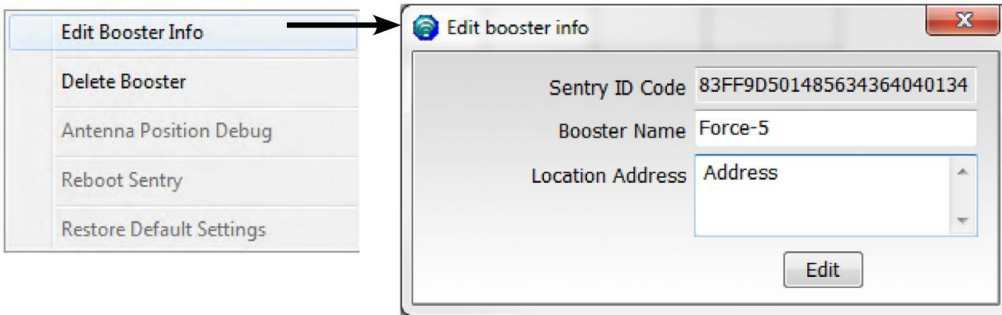 Edit Booster Info
Delete Booster
Antenna Position Debug
Reboot Sentry
Restore Default Settings
Edit booster info
Sentry ID Code 83FF9D501485634364040134
Booster Name Force-5
Location Address Address
Edit